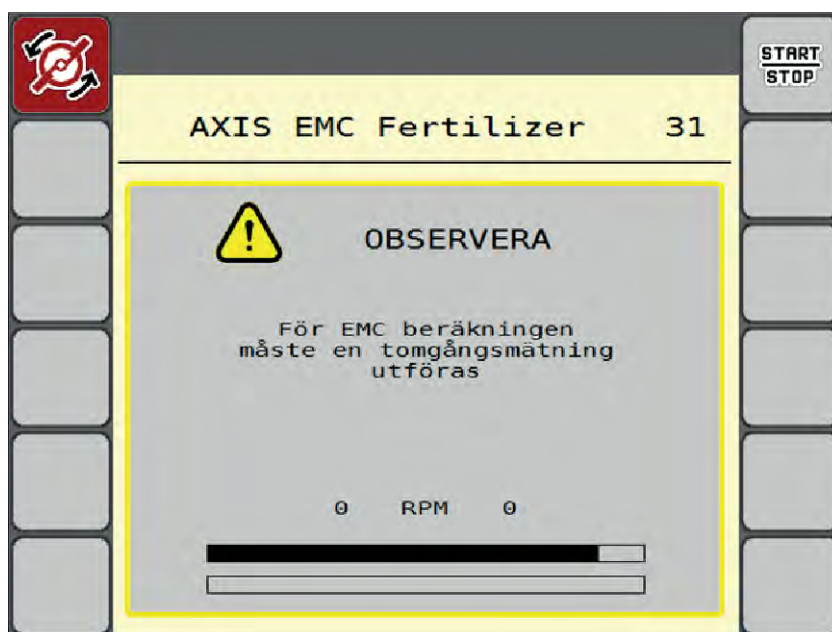 START
STOP
AXIS EMC Fertilizer 31
OBSERVERA
För EMC beräkningen
måste en tomgångsmätning
utföras
0 RPM 0